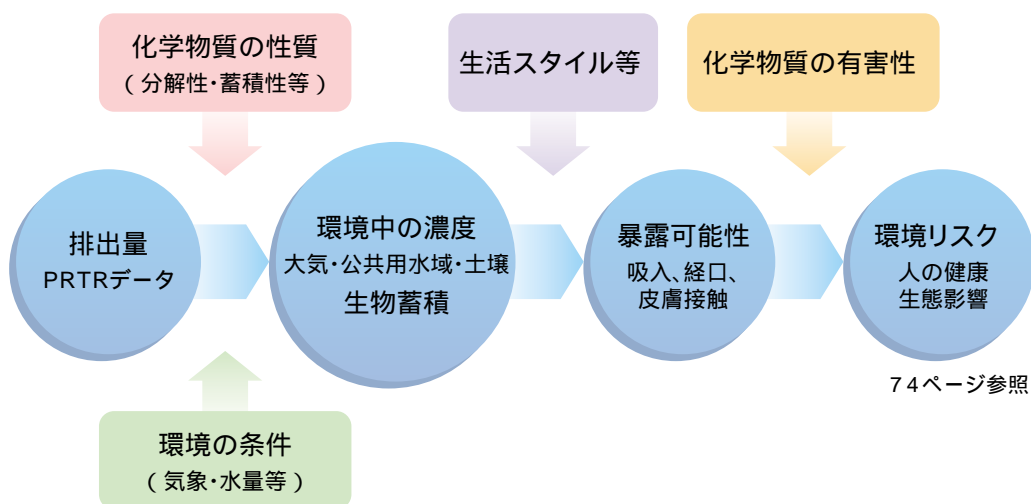 化学物質の性質
(分解性・蓄積性等)
生活スタイル等
化学物質の有害性
排出量
PRTRデータ
環境中の濃度
大気・公共用水域・土壌
生物蓄積
暴露可能性
吸入、経口、
皮膚接触
環境リスク
人の健康
生態影響
74ページ参照
環境の条件
(気象・水量等)